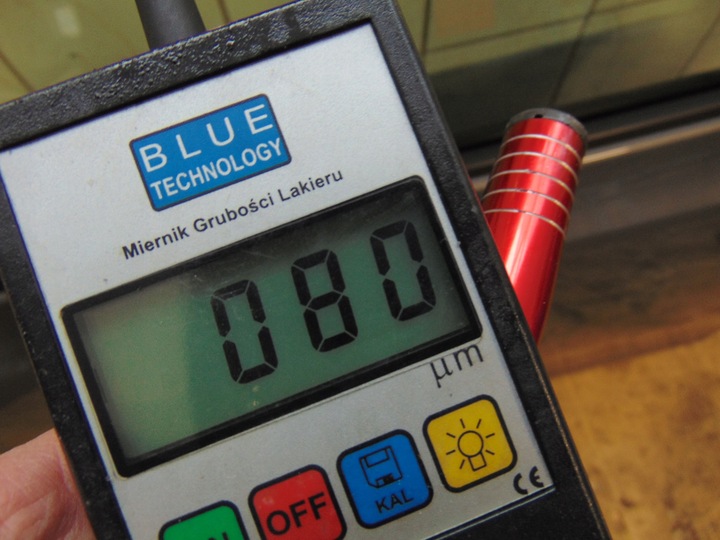 BLUE
TECHNOLOGY
Miernik Grubości Lakieru
080
µm
OFF
KAL
CE